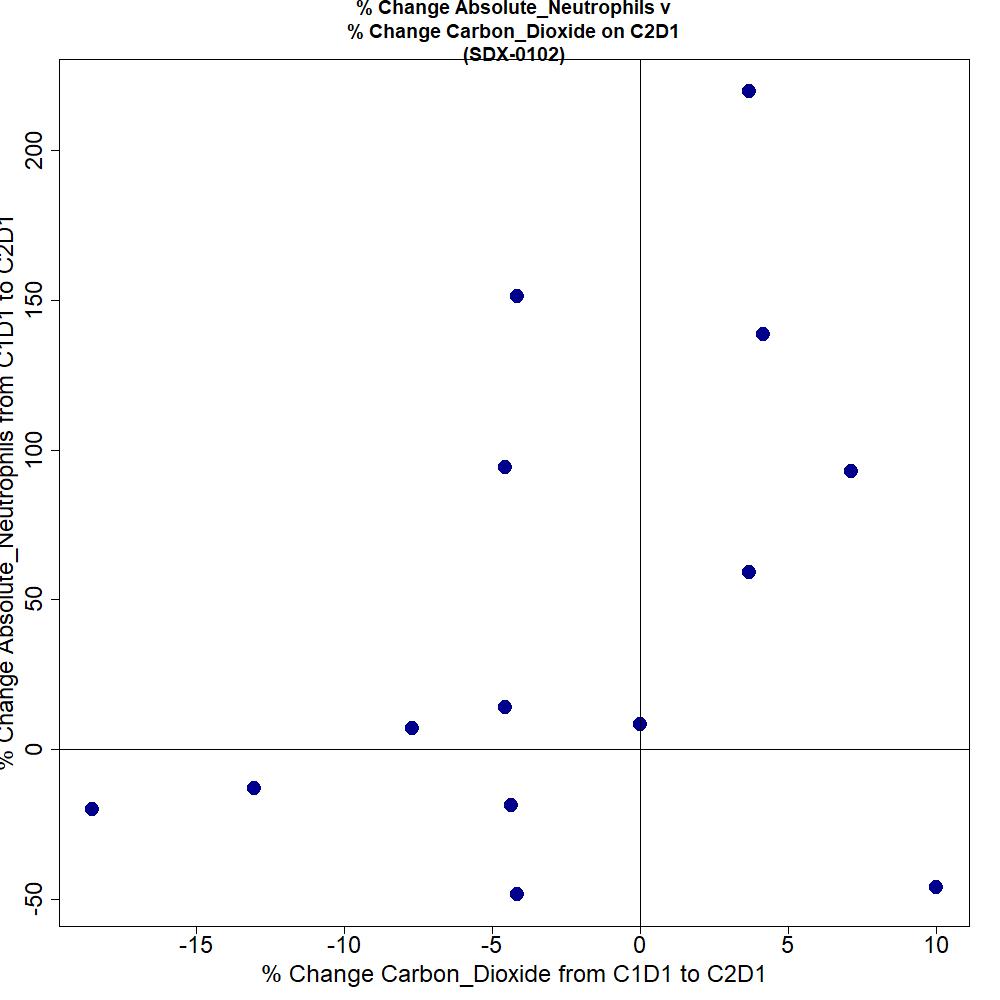 % Change Absolute_Neutrophils v
% Change Carbon_Dioxide on C2D1
(SDX-0102)
% Change Absolute_Neutrophils from C1D1 to C2D1
200
150
100
50
0
-50
-15
-10
-5
0
5
10
% Change Carbon_Dioxide from C1D1 to C2D1